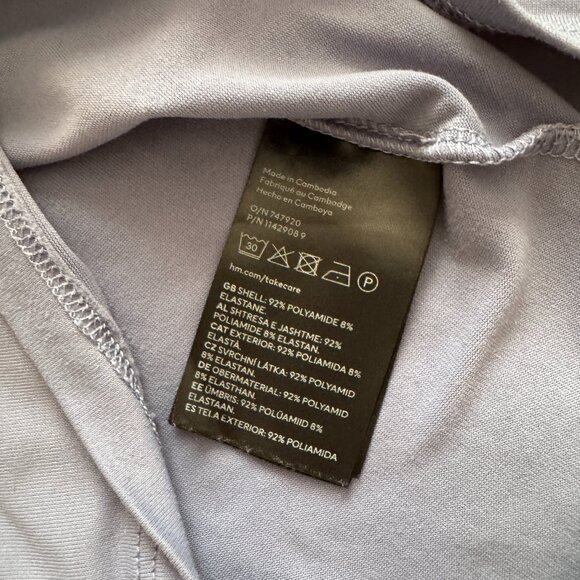 Made in Cambodia
Fabriqué au Cambodge
Hecho en Camboya
O/N 747920
P/N 1142908 9
30
P
hm.com/takecare
GB SHELL: 92% POLYAMIDE 8%
ELASTANE.
AL SHTRESA E JASHTME: 92%
POLIAMIDE 8% ELASTAN.
CAT EXTERIOR: 92% POLIAMIDA 8%
ELASTÀ.
CZ SVRCHNÍ LÁTKA: 92% POLYAMID
8% ELASTAN.
DE OBERMATERIAL: 92% POLYAMID
8% ELASTHAN.
EE ÜMBRIS: 92% POLÜAMIID 8%
ELASTAAN.
ES TELA EXTERIOR: 92% POLIAMIDA